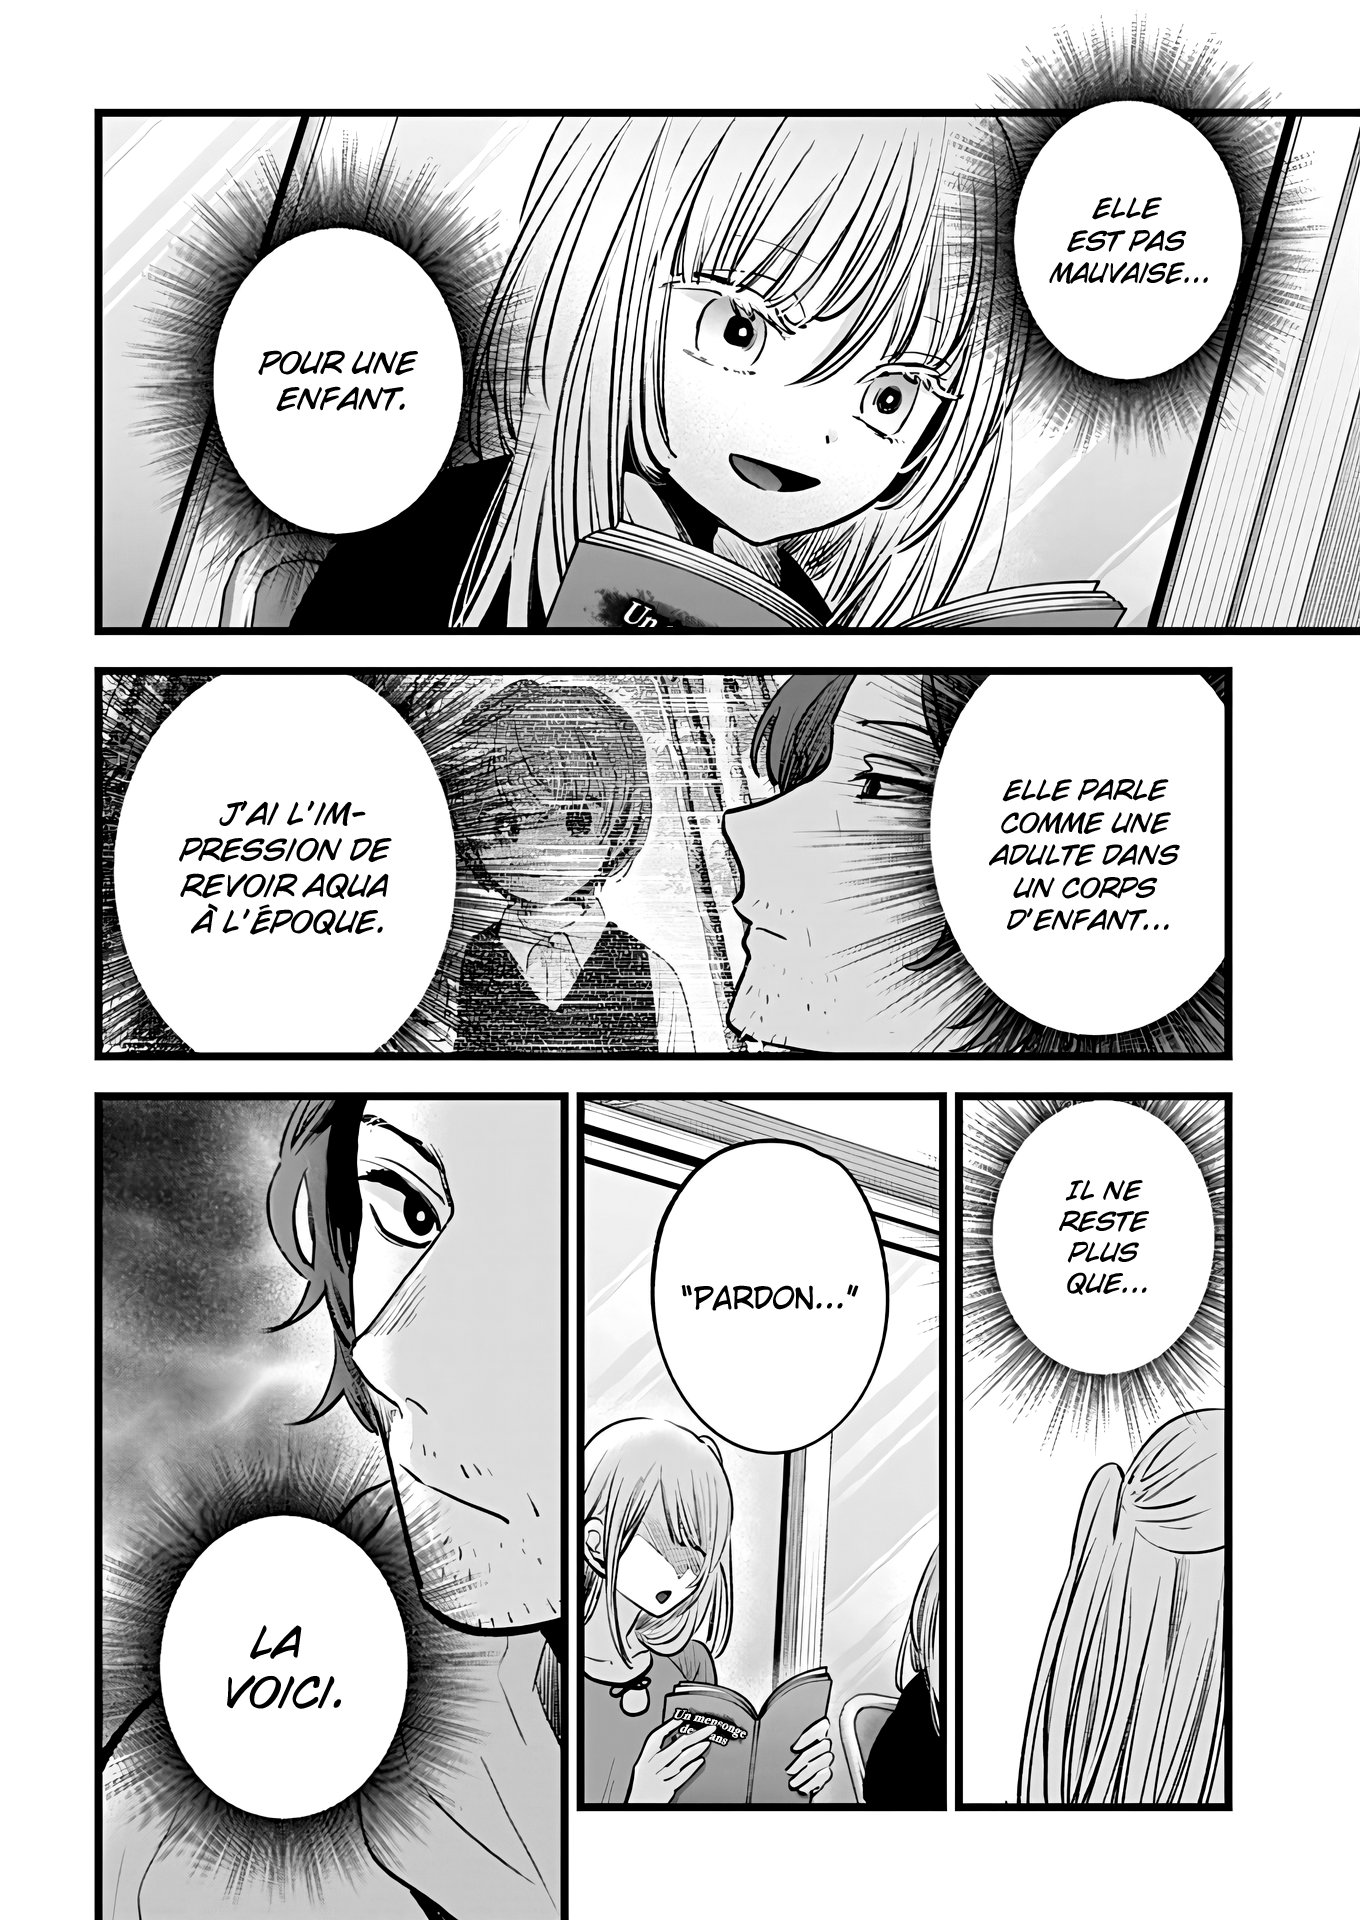 ELLE
EST PAS
MAUVAISE...
POUR UNE
ENFANT.
Un
ELLE PARLE
COMME UNE
ADULTE DANS
UN CORPS
D'ENFANT...
J'AI L'IM-
PRESSION DE
REVOIR AQUA
À L'ÉPOQUE.
IL NE
RESTE
PLUS
QUE...
"PARDON..."
Un mensonge
de ans
LA
VOICI.